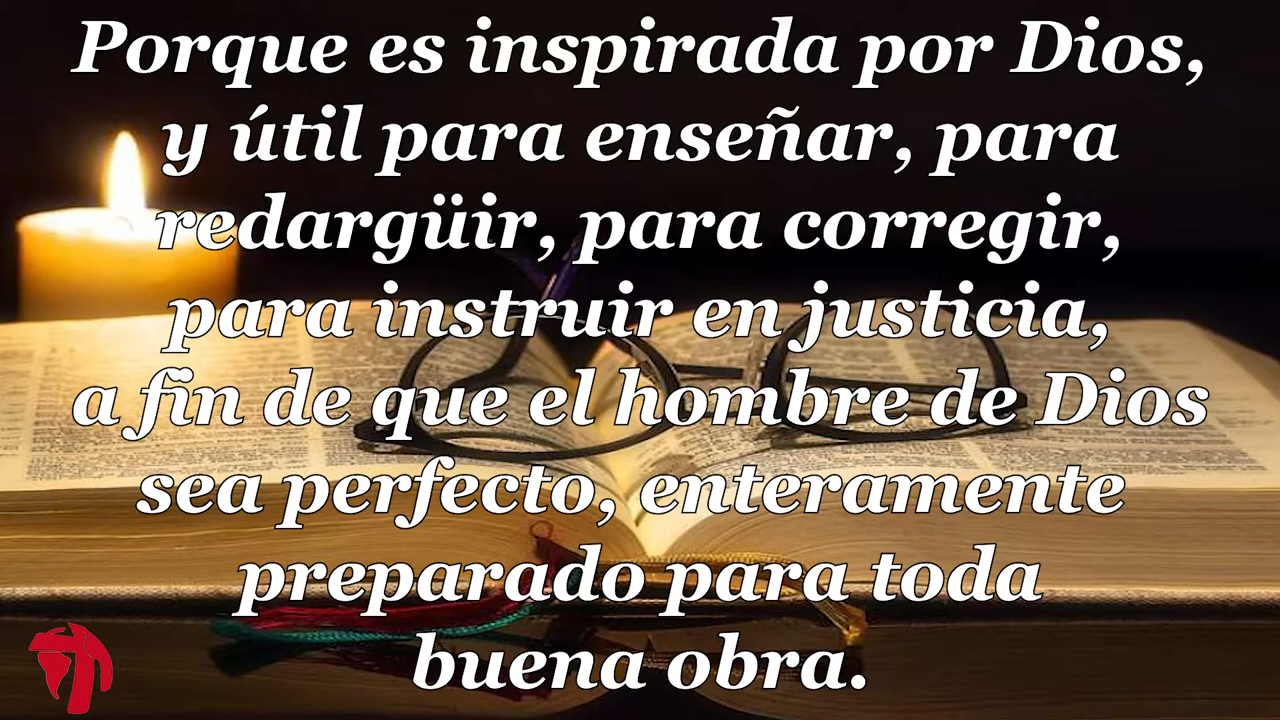 Porque es inspirada por Dios,
y útil para enseñar, para
redargüir, para corregir,
para instruir en justicia,
a fin de que el hombre de Dios
sea perfecto, enteramente
preparado para toda
buena obra.